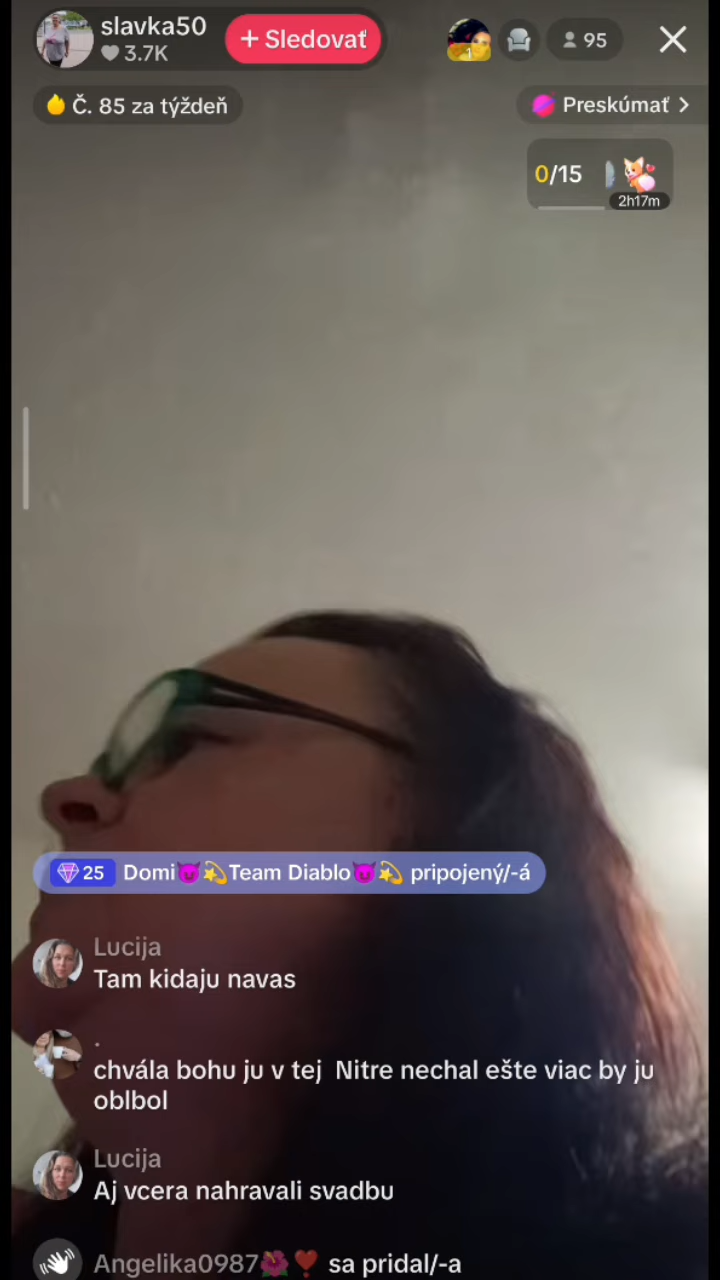 slavka50
3.7K
+ Sledovať
1
95
Č. 85 za týždeň
Preskúmať
0/15
2h17m
25 Domi😈💫Team Diablo😈💫 pripojený/-á
Lucija
Tam kidaju navas
.
chvála bohu ju v tej Nitre nechal ešte viac by ju
oblbol
Lucija
Aj vcera nahravali svadbu
Angelika0987🌺❣️ sa pridal/-a